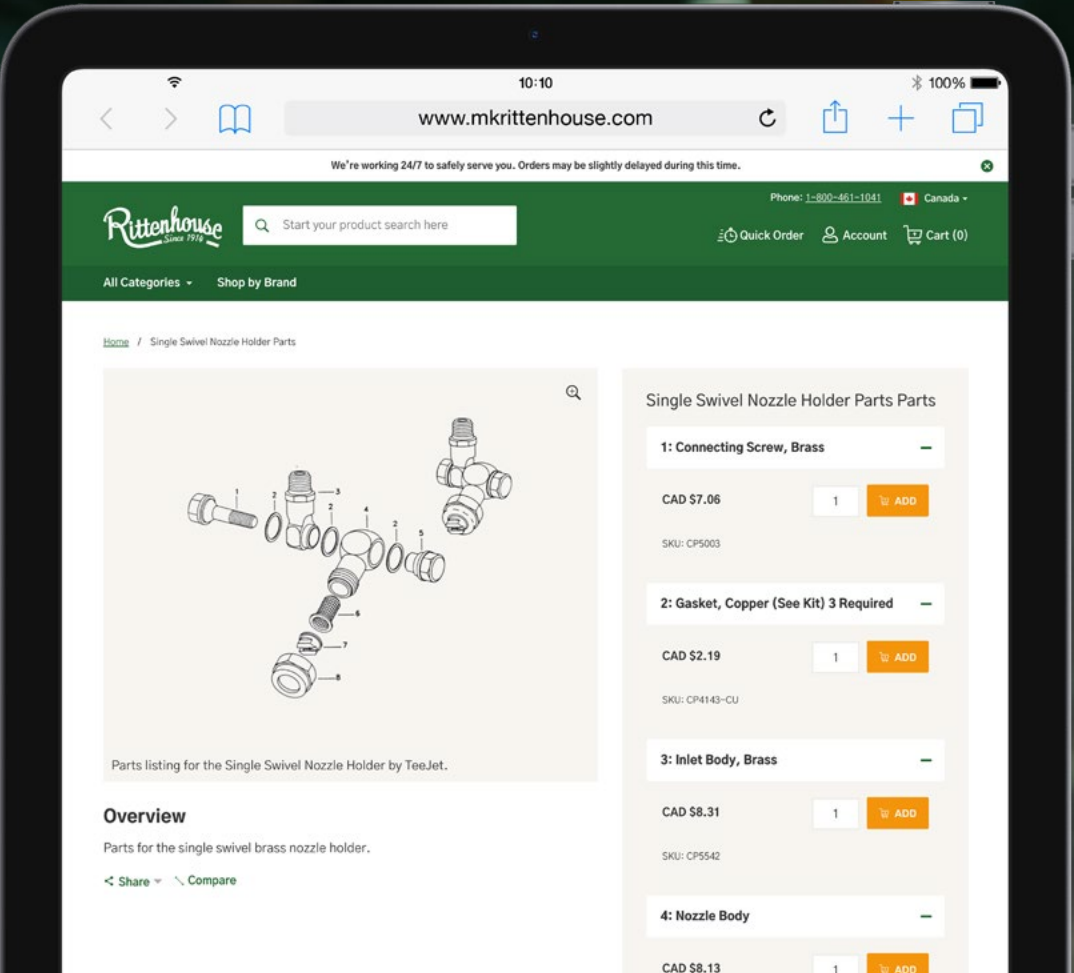 10:10
100%
www.mkrittenhouse.com
We're working 24/7 to safely serve you. Orders may be slightly delayed during this time.
Phone: 1-800-461-1041 Canada
Rittenhouse
Since 1914
Start your product search here
Quick Order Account Cart (0)
All Categories Shop by Brand
Home / Single Swivel Nozzle Holder Parts
1
2
3
2
4
2
5
6
7
8
Parts listing for the Single Swivel Nozzle Holder by TeeJet.
Overview
Parts for the single swivel brass nozzle holder.
Share Compare
Single Swivel Nozzle Holder Parts Parts
1: Connecting Screw, Brass
CAD $7.06 1 ADD
SKU: CP5003
2: Gasket, Copper (See Kit) 3 Required
CAD $2.19 1 ADD
SKU: CP4143-CU
3: Inlet Body, Brass
CAD $8.31 1 ADD
SKU: CP5542
4: Nozzle Body
CAD $8.13 1 ADD